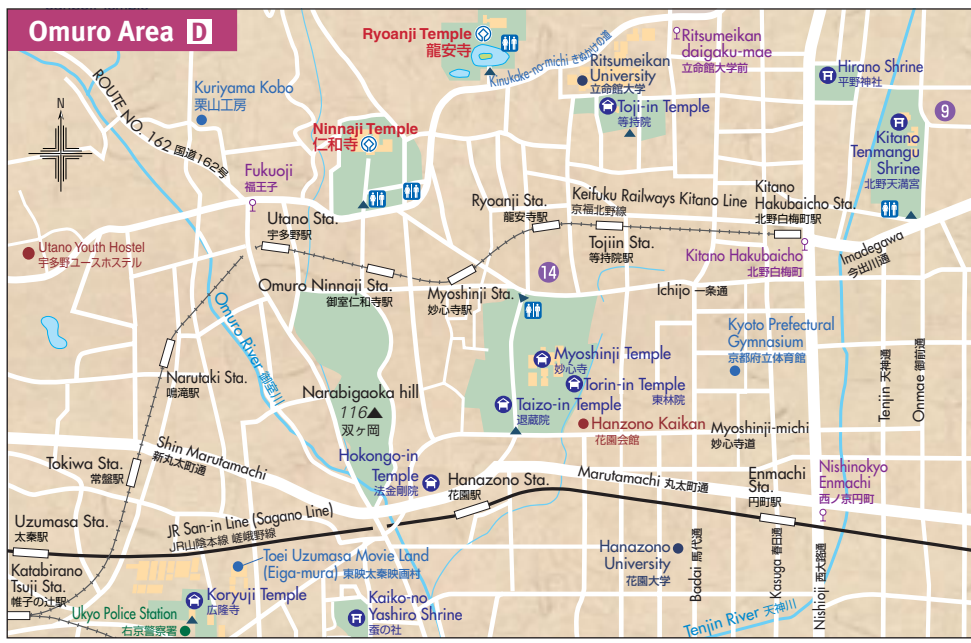 Omuro Area D
Ryoanji Temple
龍安寺
Kinukake-no-michi きぬかけの道
Ritsumeikan
University
立命館大学
Ritsumeikan
daigaku-mae
立命館大学前
Hirano Shrine
平野神社
Toji-in Temple
等持院
9
Kitano
Tenmangu
Shrine
北野天満宮
Kuriyama Kobo
栗山工房
ROUTE NO. 162 国道162号
N
Ninnaji Temple
仁和寺
Fukuoji
福王子
Utano Sta.
宇多野駅
Ryoanji Sta.
龍安寺駅
Keifuku Railways Kitano Line
京福北野線
Kitano
Hakubaicho Sta.
北野白梅町駅
Utano Youth Hostel
宇多野ユースホステル
Tojiin Sta.
等持院駅
Kitano Hakubaicho
北野白梅町
Imadegawa
今出川通
14
Omuro Ninnaji Sta.
御室仁和寺駅
Myoshinji Sta.
妙心寺駅
Ichijo 一条通
Omuro River 御室川
Kyoto Prefectural
Gymnasium
京都府立体育館
Myoshinji Temple
妙心寺
Torin-in Temple
東林院
Taizo-in Temple
退蔵院
Tenjin 天神通
Onmae 御前通
Narutaki Sta.
鳴滝駅
Narabigaoka hill
116
双ヶ岡
Hanzono Kaikan
花園会館
Myoshinji-michi
妙心寺道
Shin Marutamachi
新丸太町通
Tokiwa Sta.
常盤駅
Hokongo-in
Temple
法金剛院
Hanazono Sta.
花園駅
Marutamachi 丸太町通
Enmachi
Sta.
円町駅
Nishinokyo
Enmachi
西ノ京円町
Uzumasa Sta.
太秦駅
JR San-in Line (Sagano Line)
JR山陰本線 嵯峨野線
Toei Uzumasa Movie Land
(Eiga-mura) 東映太秦映画村
Hanazono
University
花園大学
Badai 馬代通
Kasuga 春日通
Nishioji 西大路通
Katabirano
Tsuji Sta.
帷子の辻駅
Koryuji Temple
広隆寺
Kaiko-no
Yashiro Shrine
蚕の社
Ukyo Police Station
右京警察署
Tenjin River 天神川